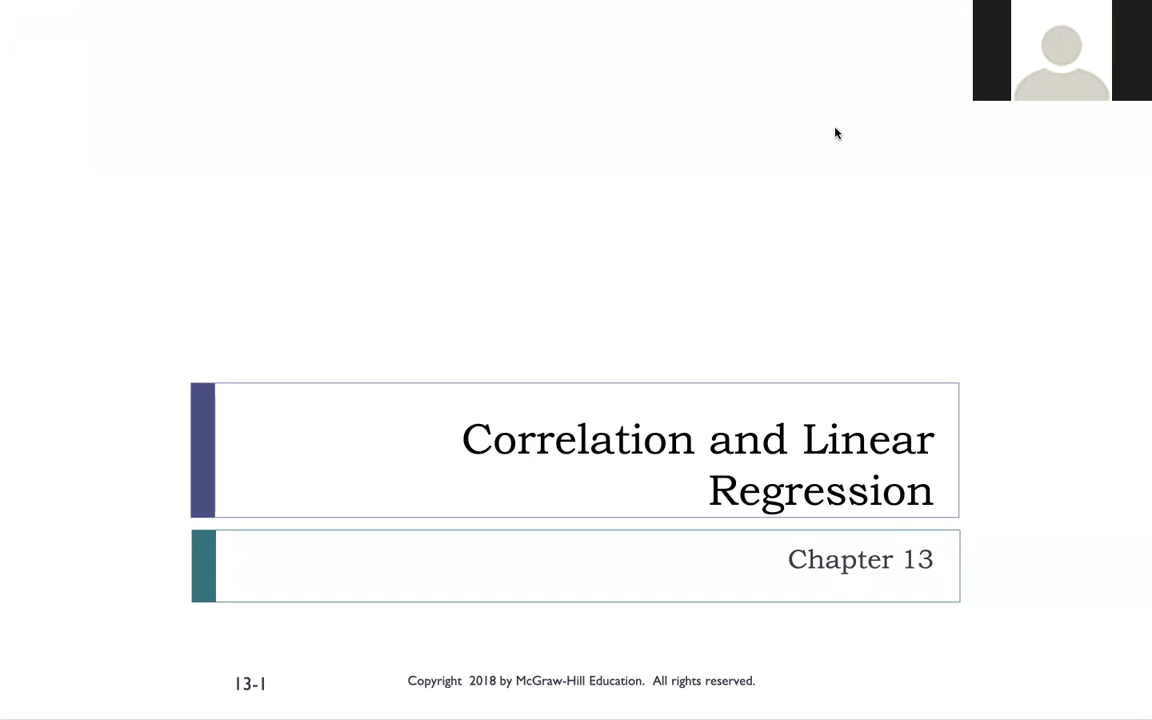 Correlation and Linear
Regression
Chapter 13
13-1
Copyright 2018 by McGraw-Hill Education. All rights reserved.